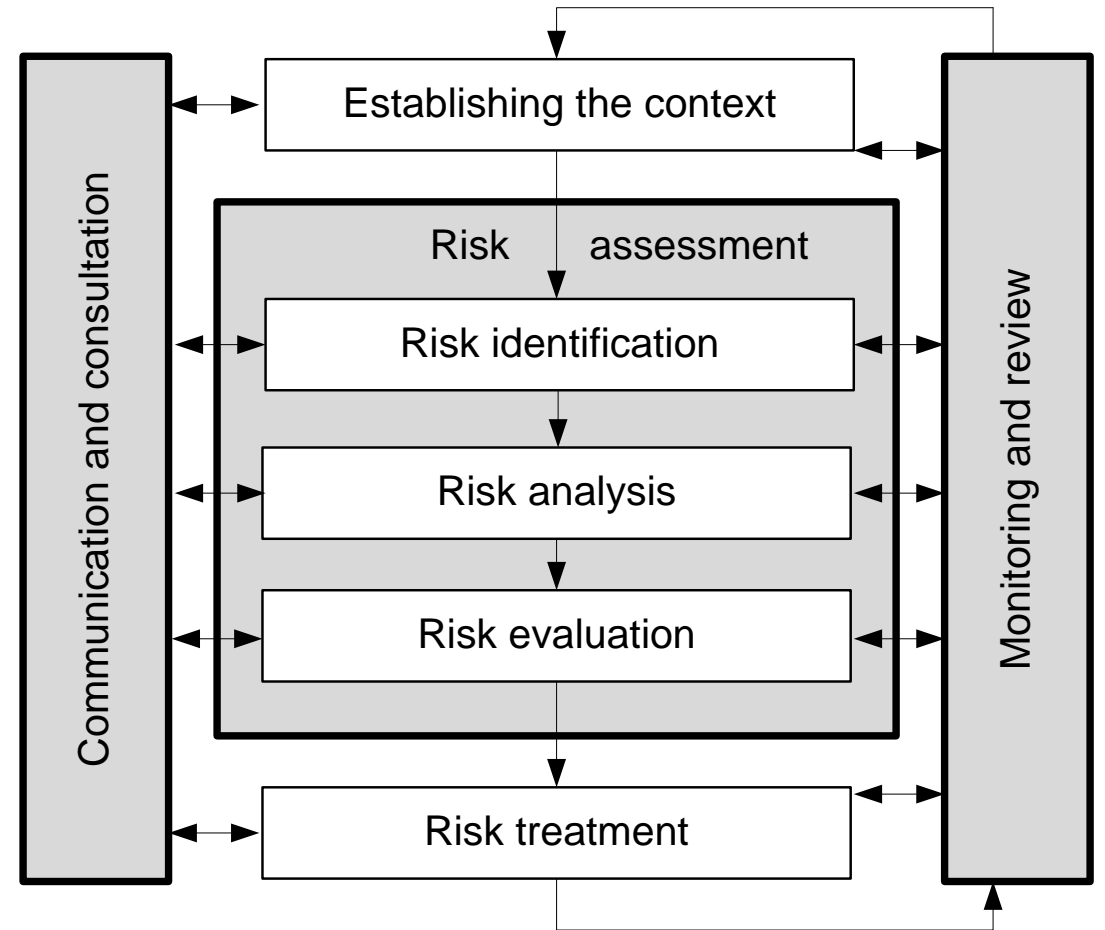 Establishing the context
Communication and consultation
Risk assessment
Risk identification
Risk analysis
Risk evaluation
Monitoring and review
Risk treatment